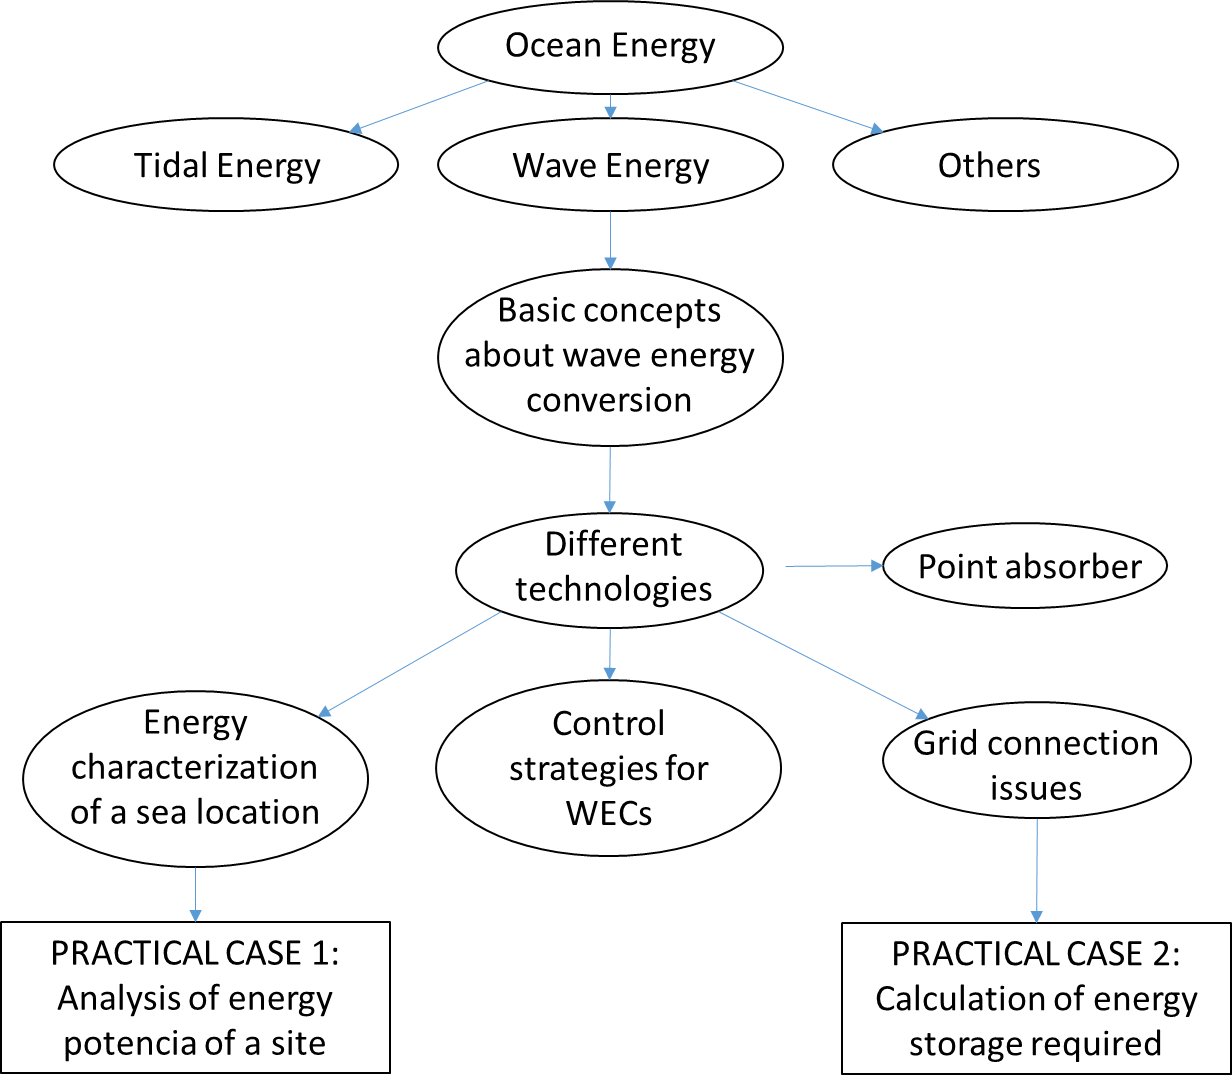 Ocean Energy
Tidal Energy
Wave Energy
Others
Basic concepts
about wave energy
conversion
Different
technologies
Point absorber
Energy
characterization
of a sea location
Control
strategies for
WECs
Grid connection
issues
PRACTICAL CASE 1:
Analysis of energy
potencia of a site
PRACTICAL CASE 2:
Calculation of energy
storage required